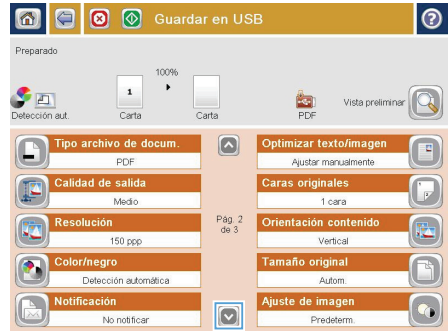 Guardar en USB
Preparado
100%
1
Detección aut.
Carta
Carta
PDF
Vista preliminar
Tipo archivo de docum.
PDF
Optimizar texto/imagen
Ajustar manualmente
Calidad de salida
Medio
Caras originales
1 cara
Resolución
150 ppp
Pág. 2
de 3
Orientación contenido
Vertical
Color/negro
Detección automática
Tamaño original
Autom.
Notificación
No notificar
Ajuste de imagen
Predeterm.